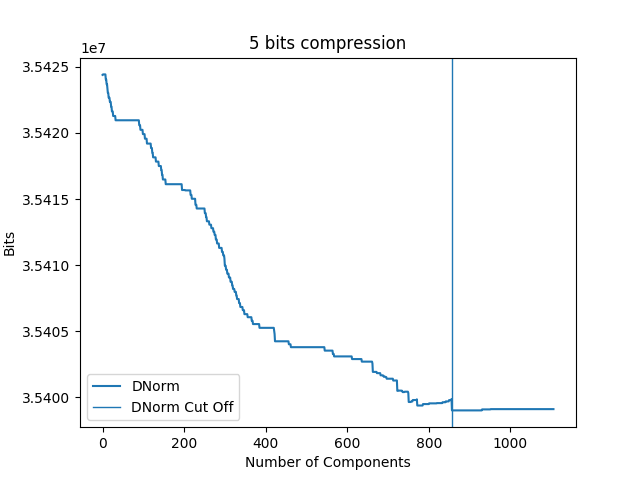 5 bits compression
1e7
3.5425
3.5420
3.5415
3.5410
3.5405
3.5400
Bits
DNorm
DNorm Cut Off
0 200 400 600 800 1000
Number of Components